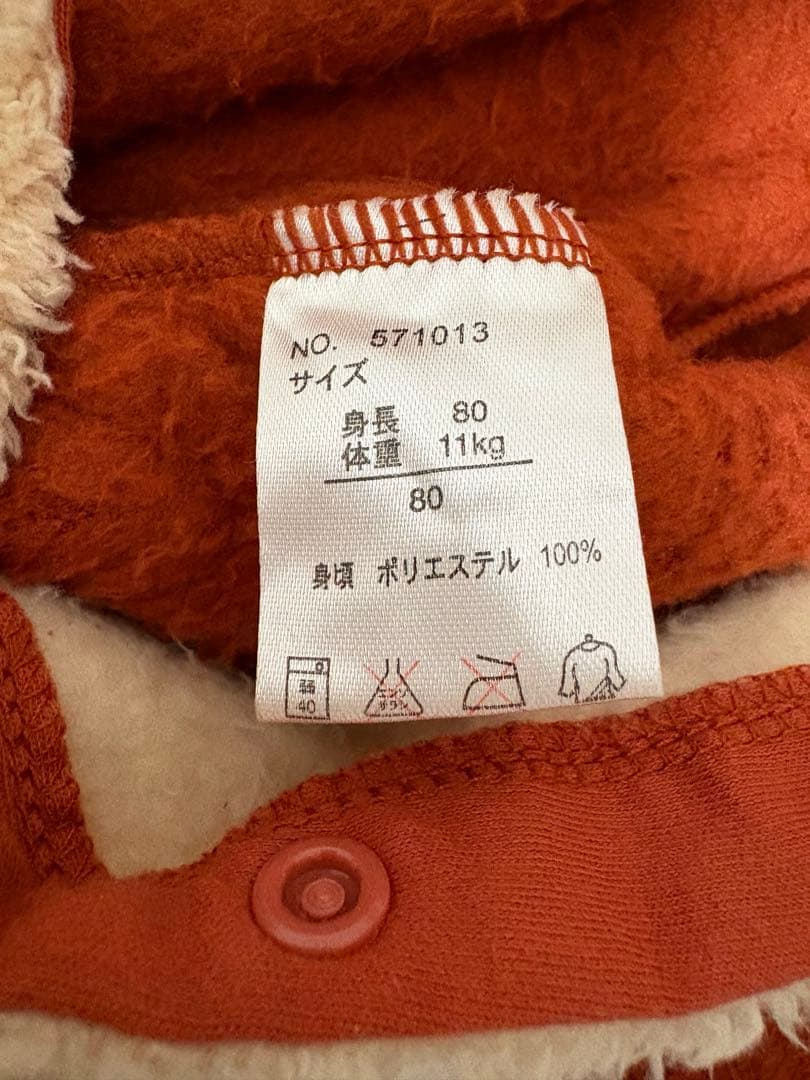 NO. 571013
サイズ
身長 80
体重 11kg
80
身頃 ポリエステル 100%
弱
40
エンソ
サラシ